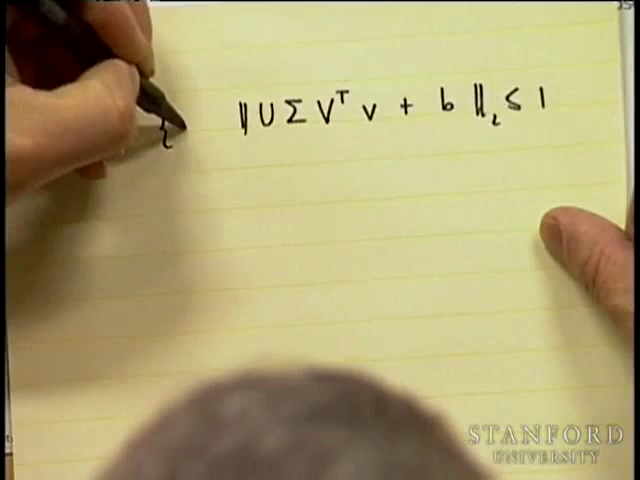 { ‖UΣVᵀv + b‖₂ ≤ 1
STANFORD
UNIVERSITY